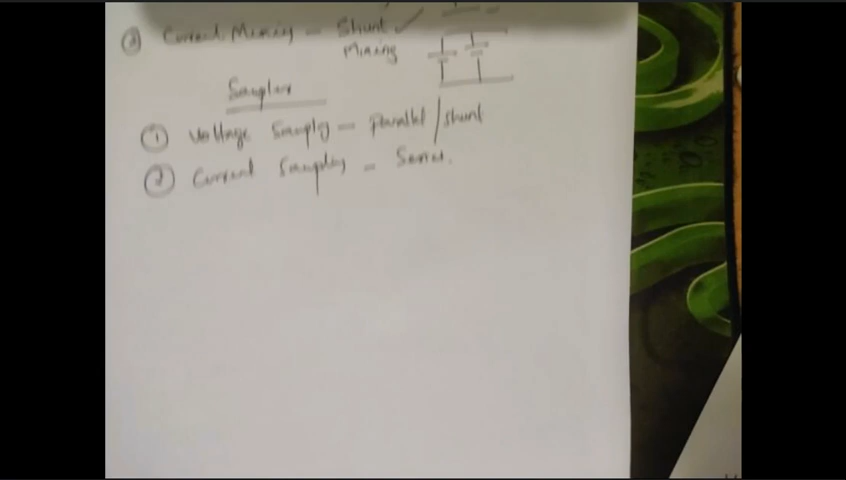 ② Current Mixing – Shunt ✓
Mixing
Sampler
① Voltage Sampling – Parallel / Shunt
② Current Sampling – Series.